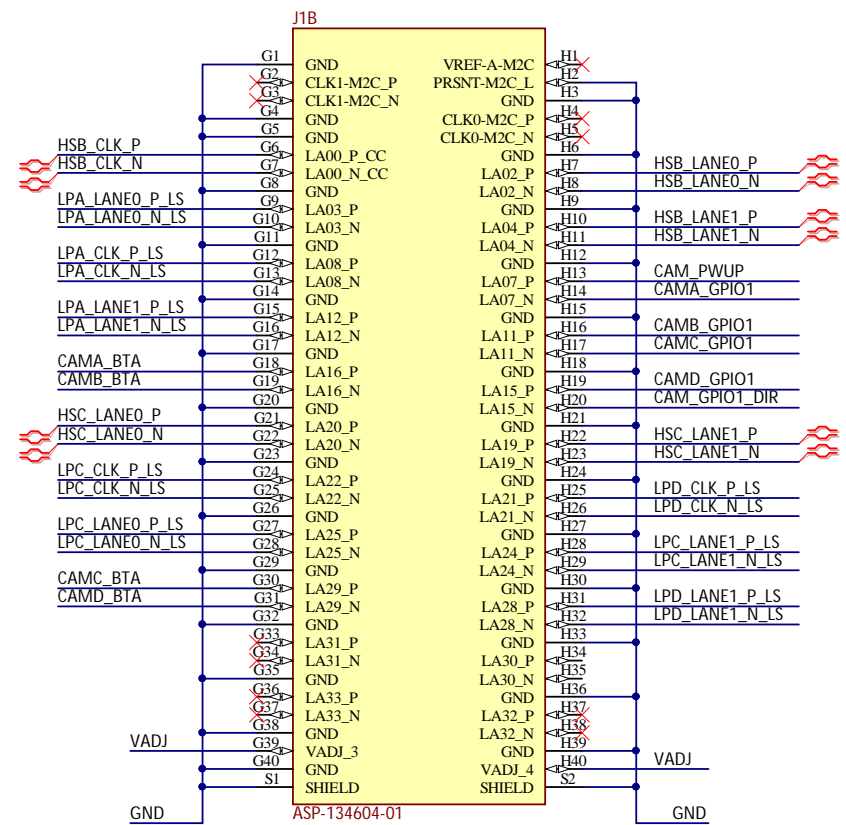 J1B
G1 GND VREF-A-M2C H1
G2 CLK1-M2C_P PRSNT-M2C_L H2
G3 CLK1-M2C_N GND H3
G4 GND CLK0-M2C_P H4
G5 GND CLK0-M2C_N H5
HSB_CLK_P G6 LA00_P_CC GND H6
HSB_CLK_N G7 LA00_N_CC LA02_P H7 HSB_LANE0_P
G8 GND LA02_N H8 HSB_LANE0_N
LPA_LANE0_P_LS G9 LA03_P GND H9
LPA_LANE0_N_LS G10 LA03_N LA04_P H10 HSB_LANE1_P
G11 GND LA04_N H11 HSB_LANE1_N
LPA_CLK_P_LS G12 LA08_P GND H12
LPA_CLK_N_LS G13 LA08_N LA07_P H13 CAM_PWUP
G14 GND LA07_N H14 CAMA_GPIO1
LPA_LANE1_P_LS G15 LA12_P GND H15
LPA_LANE1_N_LS G16 LA12_N LA11_P H16 CAMB_GPIO1
G17 GND LA11_N H17 CAMC_GPIO1
CAMA_BTA G18 LA16_P GND H18
CAMB_BTA G19 LA16_N LA15_P H19 CAMD_GPIO1
G20 GND LA15_N H20 CAM_GPIO1_DIR
HSC_LANE0_P G21 LA20_P GND H21
HSC_LANE0_N G22 LA20_N LA19_P H22 HSC_LANE1_P
G23 GND LA19_N H23 HSC_LANE1_N
LPC_CLK_P_LS G24 LA22_P GND H24
LPC_CLK_N_LS G25 LA22_N LA21_P H25 LPD_CLK_P_LS
G26 GND LA21_N H26 LPD_CLK_N_LS
LPC_LANE0_P_LS G27 LA25_P GND H27
LPC_LANE0_N_LS G28 LA25_N LA24_P H28 LPC_LANE1_P_LS
G29 GND LA24_N H29 LPC_LANE1_N_LS
CAMC_BTA G30 LA29_P GND H30
CAMD_BTA G31 LA29_N LA28_P H31 LPD_LANE1_P_LS
G32 GND LA28_N H32 LPD_LANE1_N_LS
G33 LA31_P GND H33
G34 LA31_N LA30_P H34
G35 GND LA30_N H35
G36 LA33_P GND H36
G37 LA33_N LA32_P H37
G38 GND LA32_N H38
VADJ G39 VADJ_3 GND H39
G40 GND VADJ_4 H40 VADJ
S1 SHIELD SHIELD S2
GND ASP-134604-01 GND